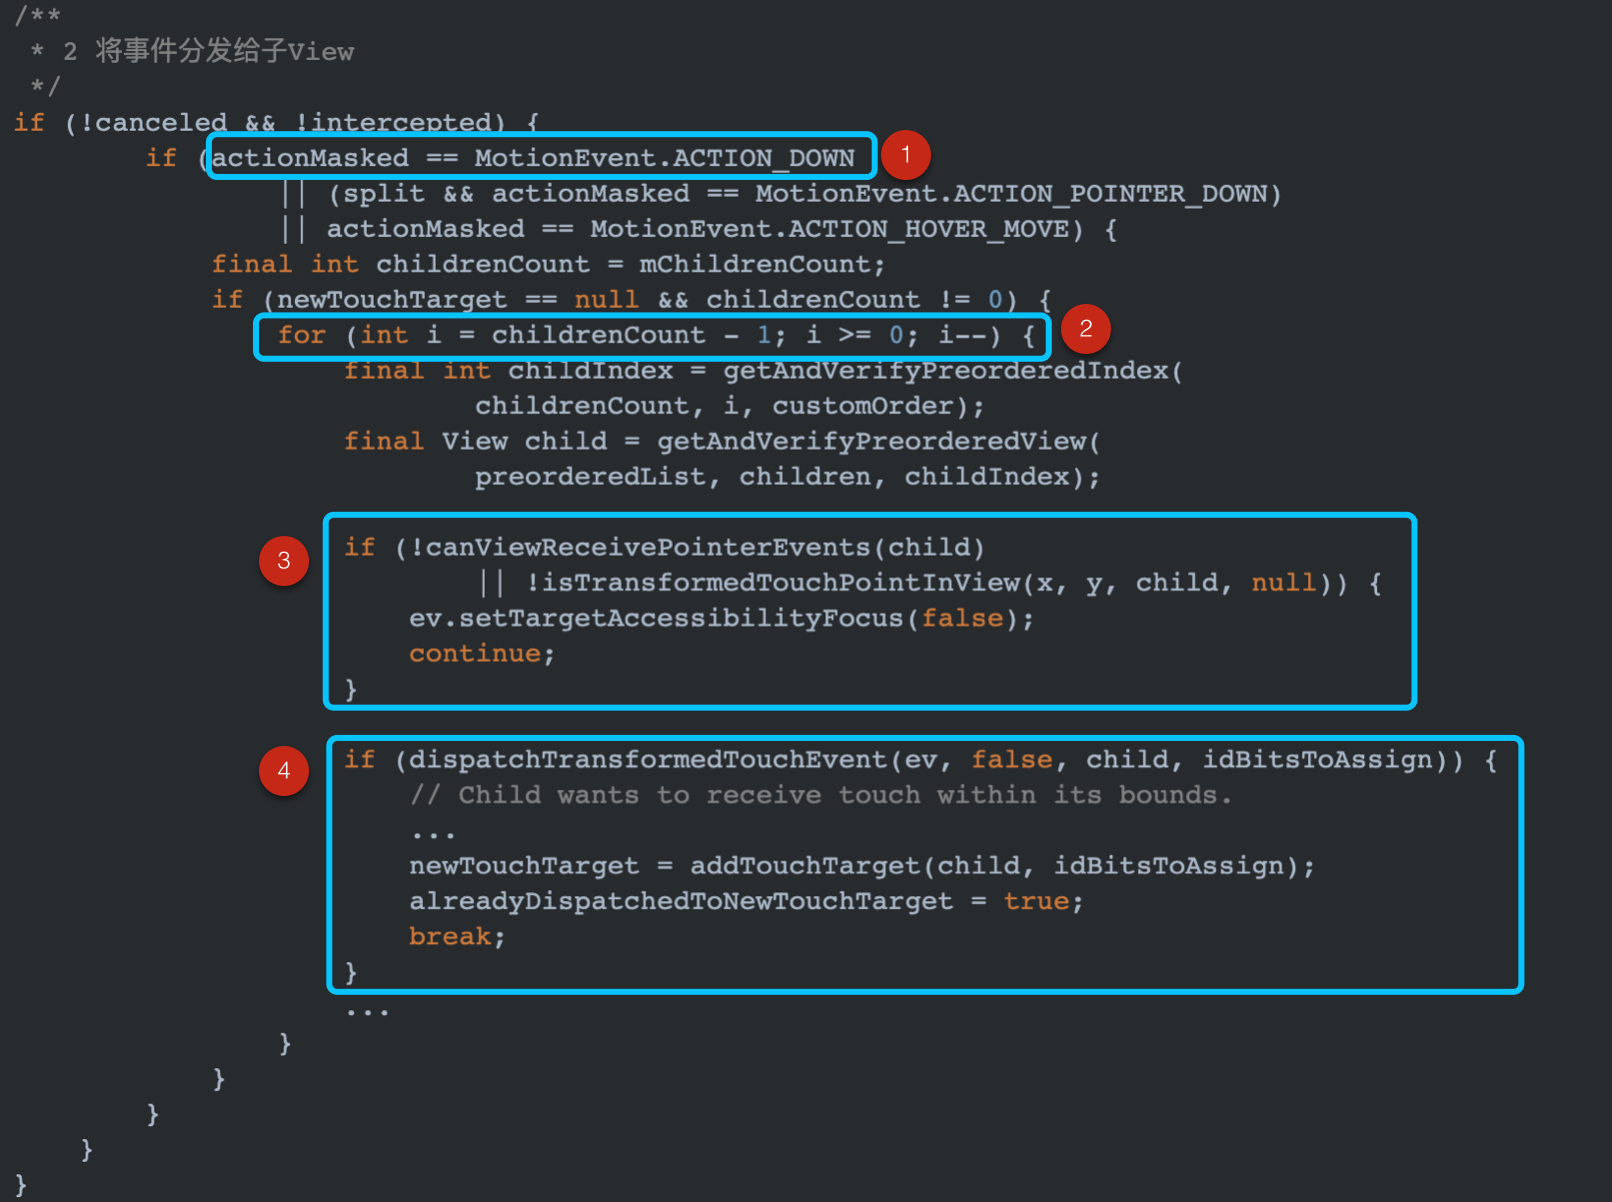 /**
 * 2 将事件分发给子View
 */
if (!canceled && !intercepted) {
        if (actionMasked == MotionEvent.ACTION_DOWN
1
                || (split && actionMasked == MotionEvent.ACTION_POINTER_DOWN)
                || actionMasked == MotionEvent.ACTION_HOVER_MOVE) {
            final int childrenCount = mChildrenCount;
            if (newTouchTarget == null && childrenCount != 0) {
                for (int i = childrenCount - 1; i >= 0; i--) {
2
                    final int childIndex = getAndVerifyPreorderedIndex(
                            childrenCount, i, customOrder);
                    final View child = getAndVerifyPreorderedView(
                            preorderedList, children, childIndex);
3
                    if (!canViewReceivePointerEvents(child)
                            || !isTransformedTouchPointInView(x, y, child, null)) {
                        ev.setTargetAccessibilityFocus(false);
                        continue;
                    }
4
                    if (dispatchTransformedTouchEvent(ev, false, child, idBitsToAssign)) {
                        // Child wants to receive touch within its bounds.
                        ...
                        newTouchTarget = addTouchTarget(child, idBitsToAssign);
                        alreadyDispatchedToNewTouchTarget = true;
                        break;
                    }
                    ...
                }
            }
        }
    }
}